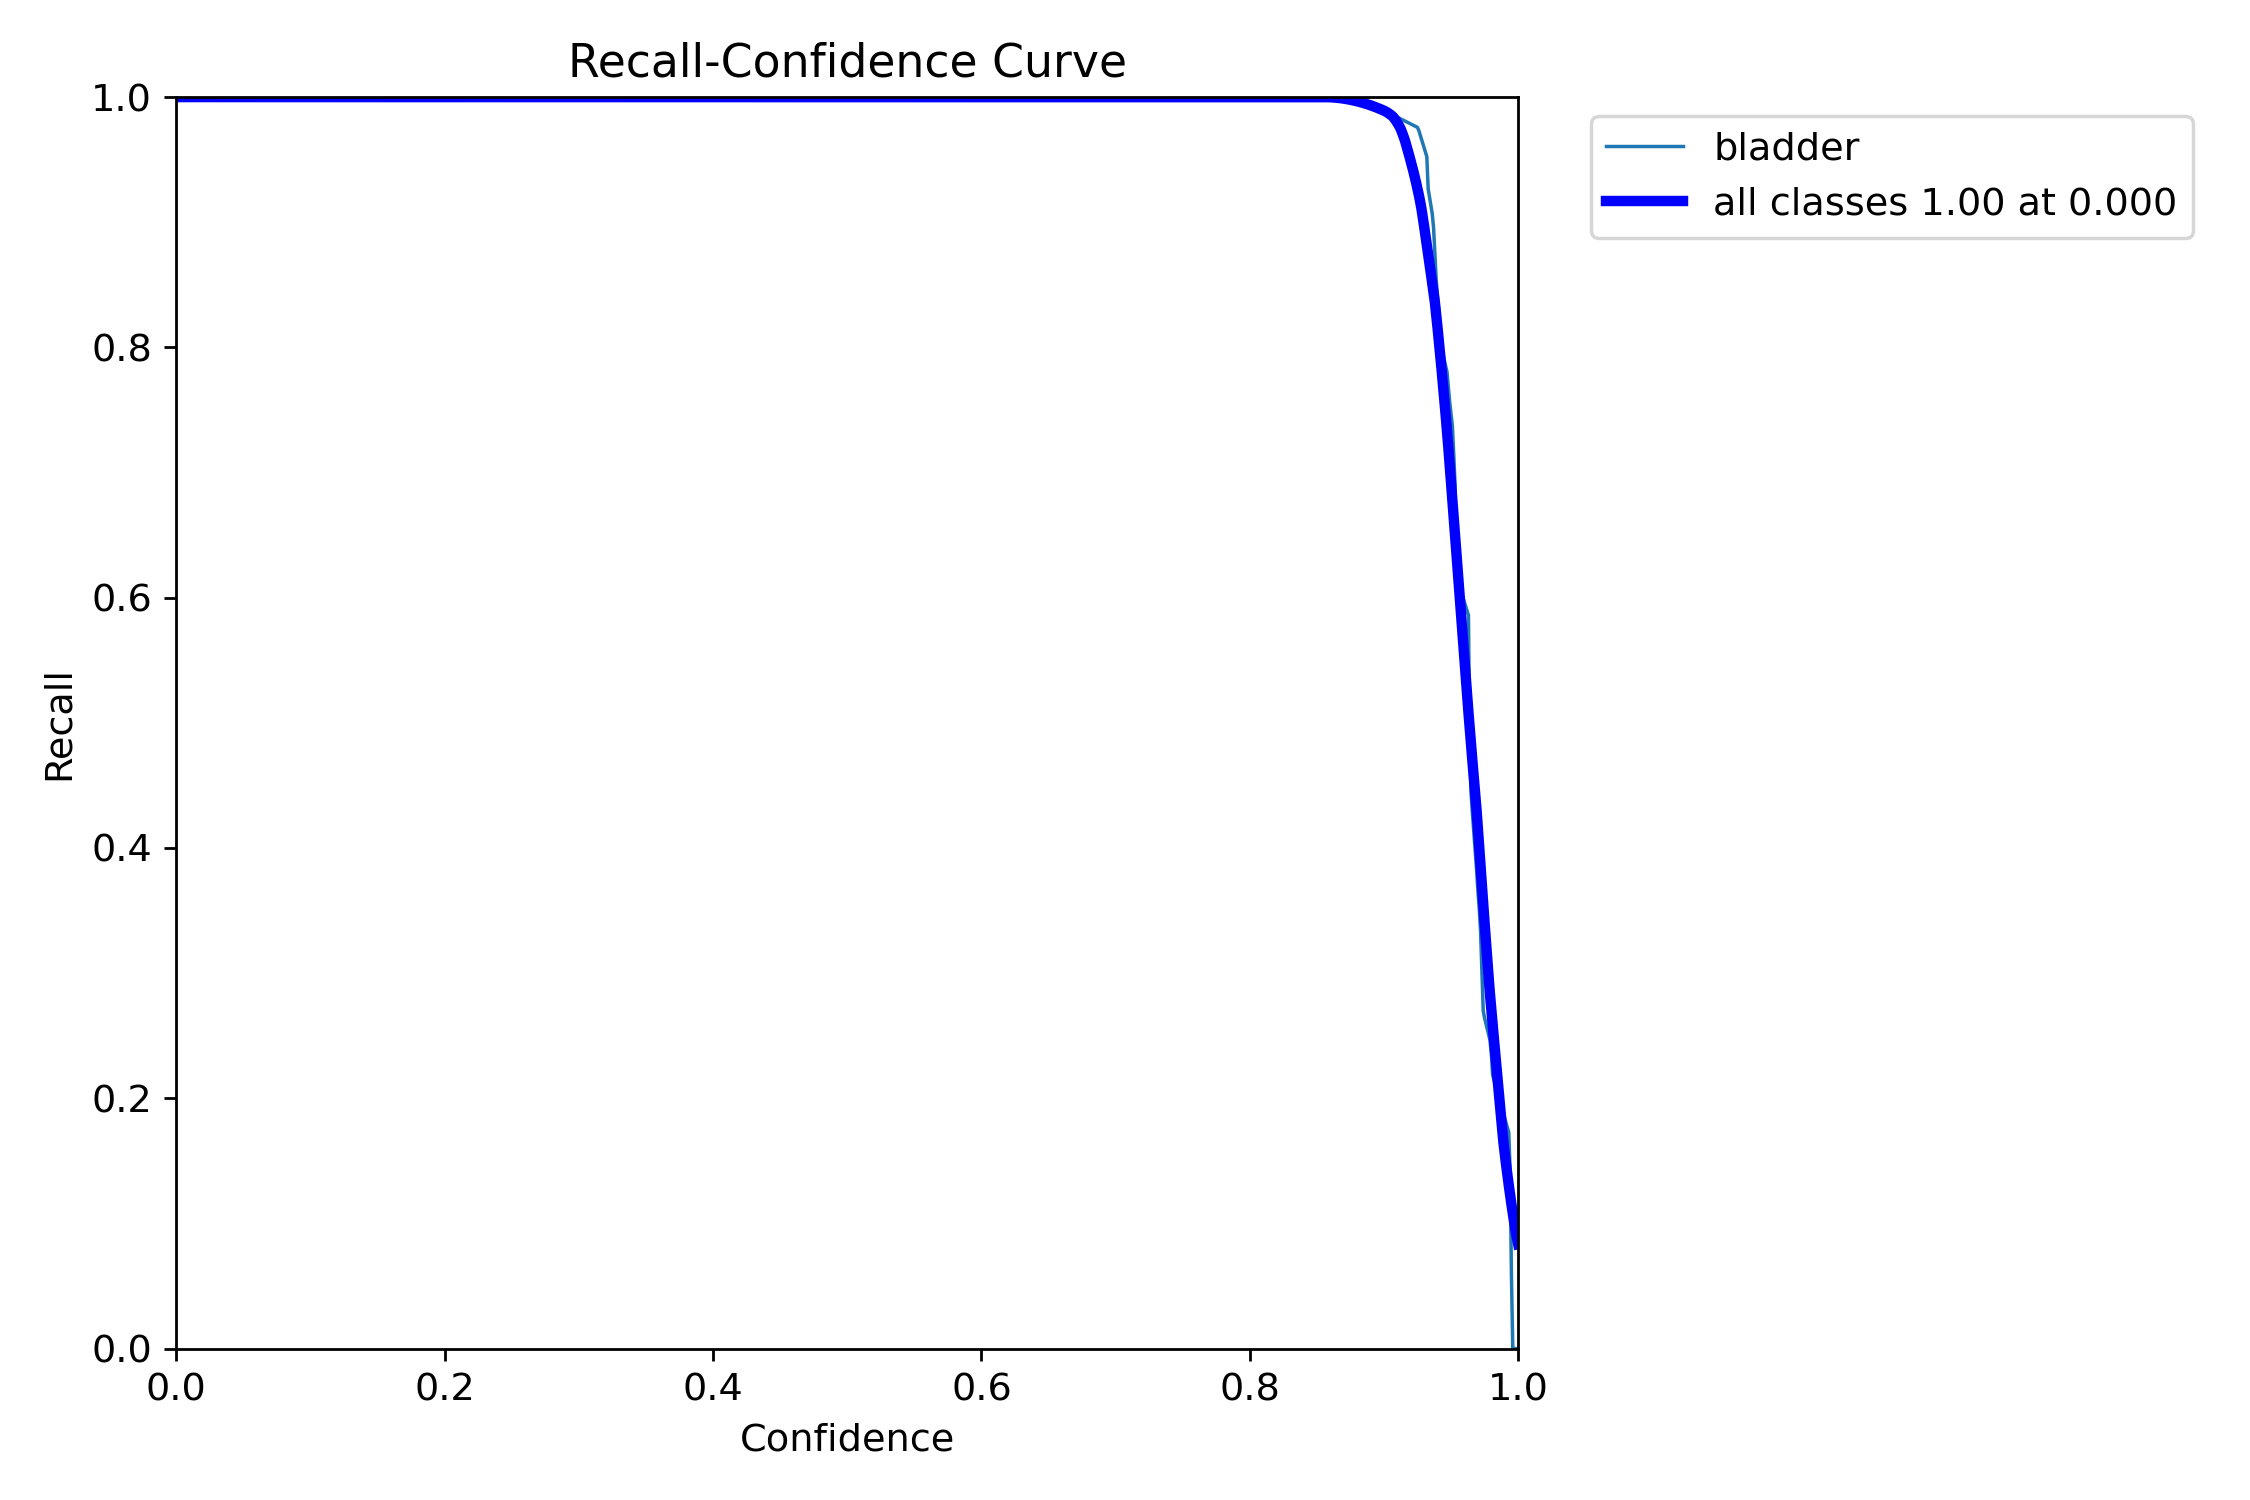 Recall-Confidence Curve
1.0
0.8
0.6
0.4
0.2
0.0
Recall
0.0 0.2 0.4 0.6 0.8 1.0
Confidence
bladder
all classes 1.00 at 0.000